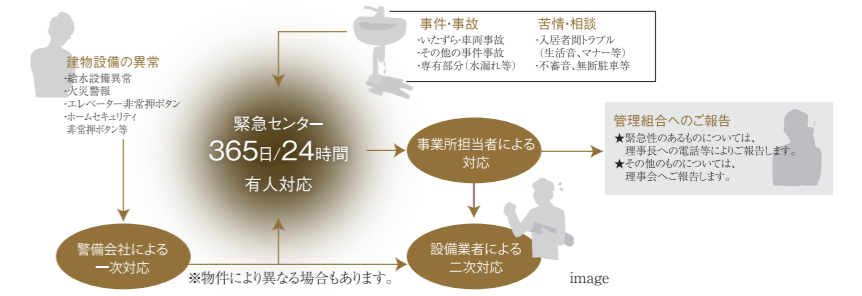 建物設備の異常
・給水設備異常
・火災警報
・エレベーター非常押ボタン
・ホームセキュリティ
非常押ボタン等
事件・事故
・いたずら・車両事故
・その他の事件事故
・専有部分(水漏れ等)
苦情・相談
・入居者間トラブル
(生活音、マナー等)
・不審音、無断駐車等
緊急センター
365日/24時間
有人対応
事業所担当者による
対応
管理組合へのご報告
★緊急性のあるものについては、
理事長への電話等によりご報告します。
★その他のものについては、
理事会へご報告します。
警備会社による
一次対応
設備業者による
二次対応
※物件により異なる場合もあります。
image